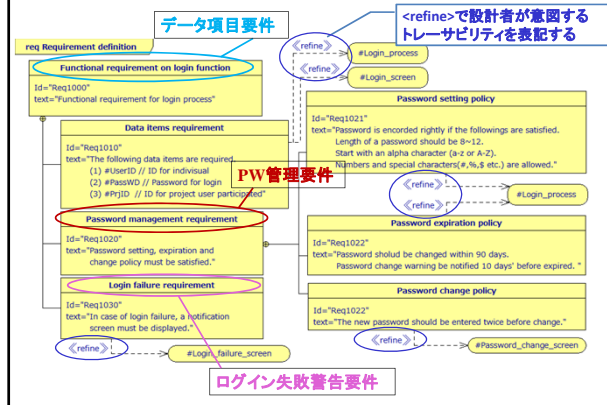 データ項目要件
<refine>で設計者が意図する
トレーサビリティを表記する
req Requirement definition
Functional requirement on login function
Id="Req1000"
text="Functional requirement for login process"
≪refine≫
#Login_process
≪refine≫
#Login_screen
Data items requirement
Id="Req1010"
text="The following data items are required.
(1) #UserID // ID for indivisual
(2) #PassWD // Password for login
(3) #PrjID // ID for project user participated"
PW管理要件
Password setting policy
Id="Req1021"
text="Password is encorded rightly if the followings are satisfied.
Length of a password should be 8~12.
Start with an alpha character (a-z or A-Z).
Numbers and special characters(#,%,$ etc.) are allowed."
≪refine≫
#Login_process
≪refine≫
Password management requirement
Id="Req1020"
text="Password setting, expiration and
change policy must be satisfied."
Password expiration policy
Id="Req1022"
text="Password sholud be changed within 90 days.
Password change warning be notified 10 days' before expired. "
Login failure requirement
Id="Req1030"
text="In case of login failure, a notification
screen must be displayed."
Password change policy
Id="Req1022"
text="The new password should be entered twice before change."
≪refine≫
#Login_failure_screen
≪refine≫
#Password_change_screen
ログイン失敗警告要件